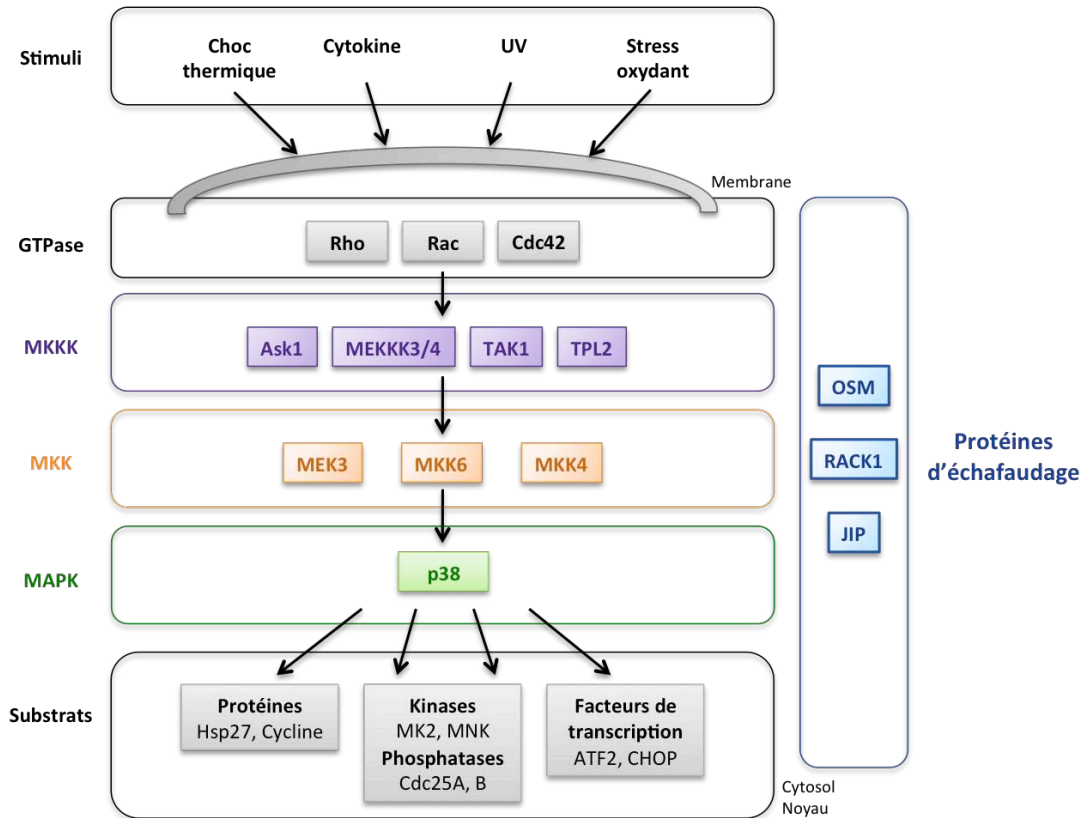 Stimuli
Choc
thermique
Cytokine
UV
Stress
oxydant
Membrane
GTPase
Rho
Rac
Cdc42
MKKK
Ask1
MEKKK3/4
TAK1
TPL2
MKK
MEK3
MKK6
MKK4
MAPK
p38
Substrats
Protéines
Hsp27, Cycline
Kinases
MK2, MNK
Phosphatases
Cdc25A, B
Facteurs de
transcription
ATF2, CHOP
OSM
RACK1
JIP
Protéines
d'échafaudage
Cytosol
Noyau